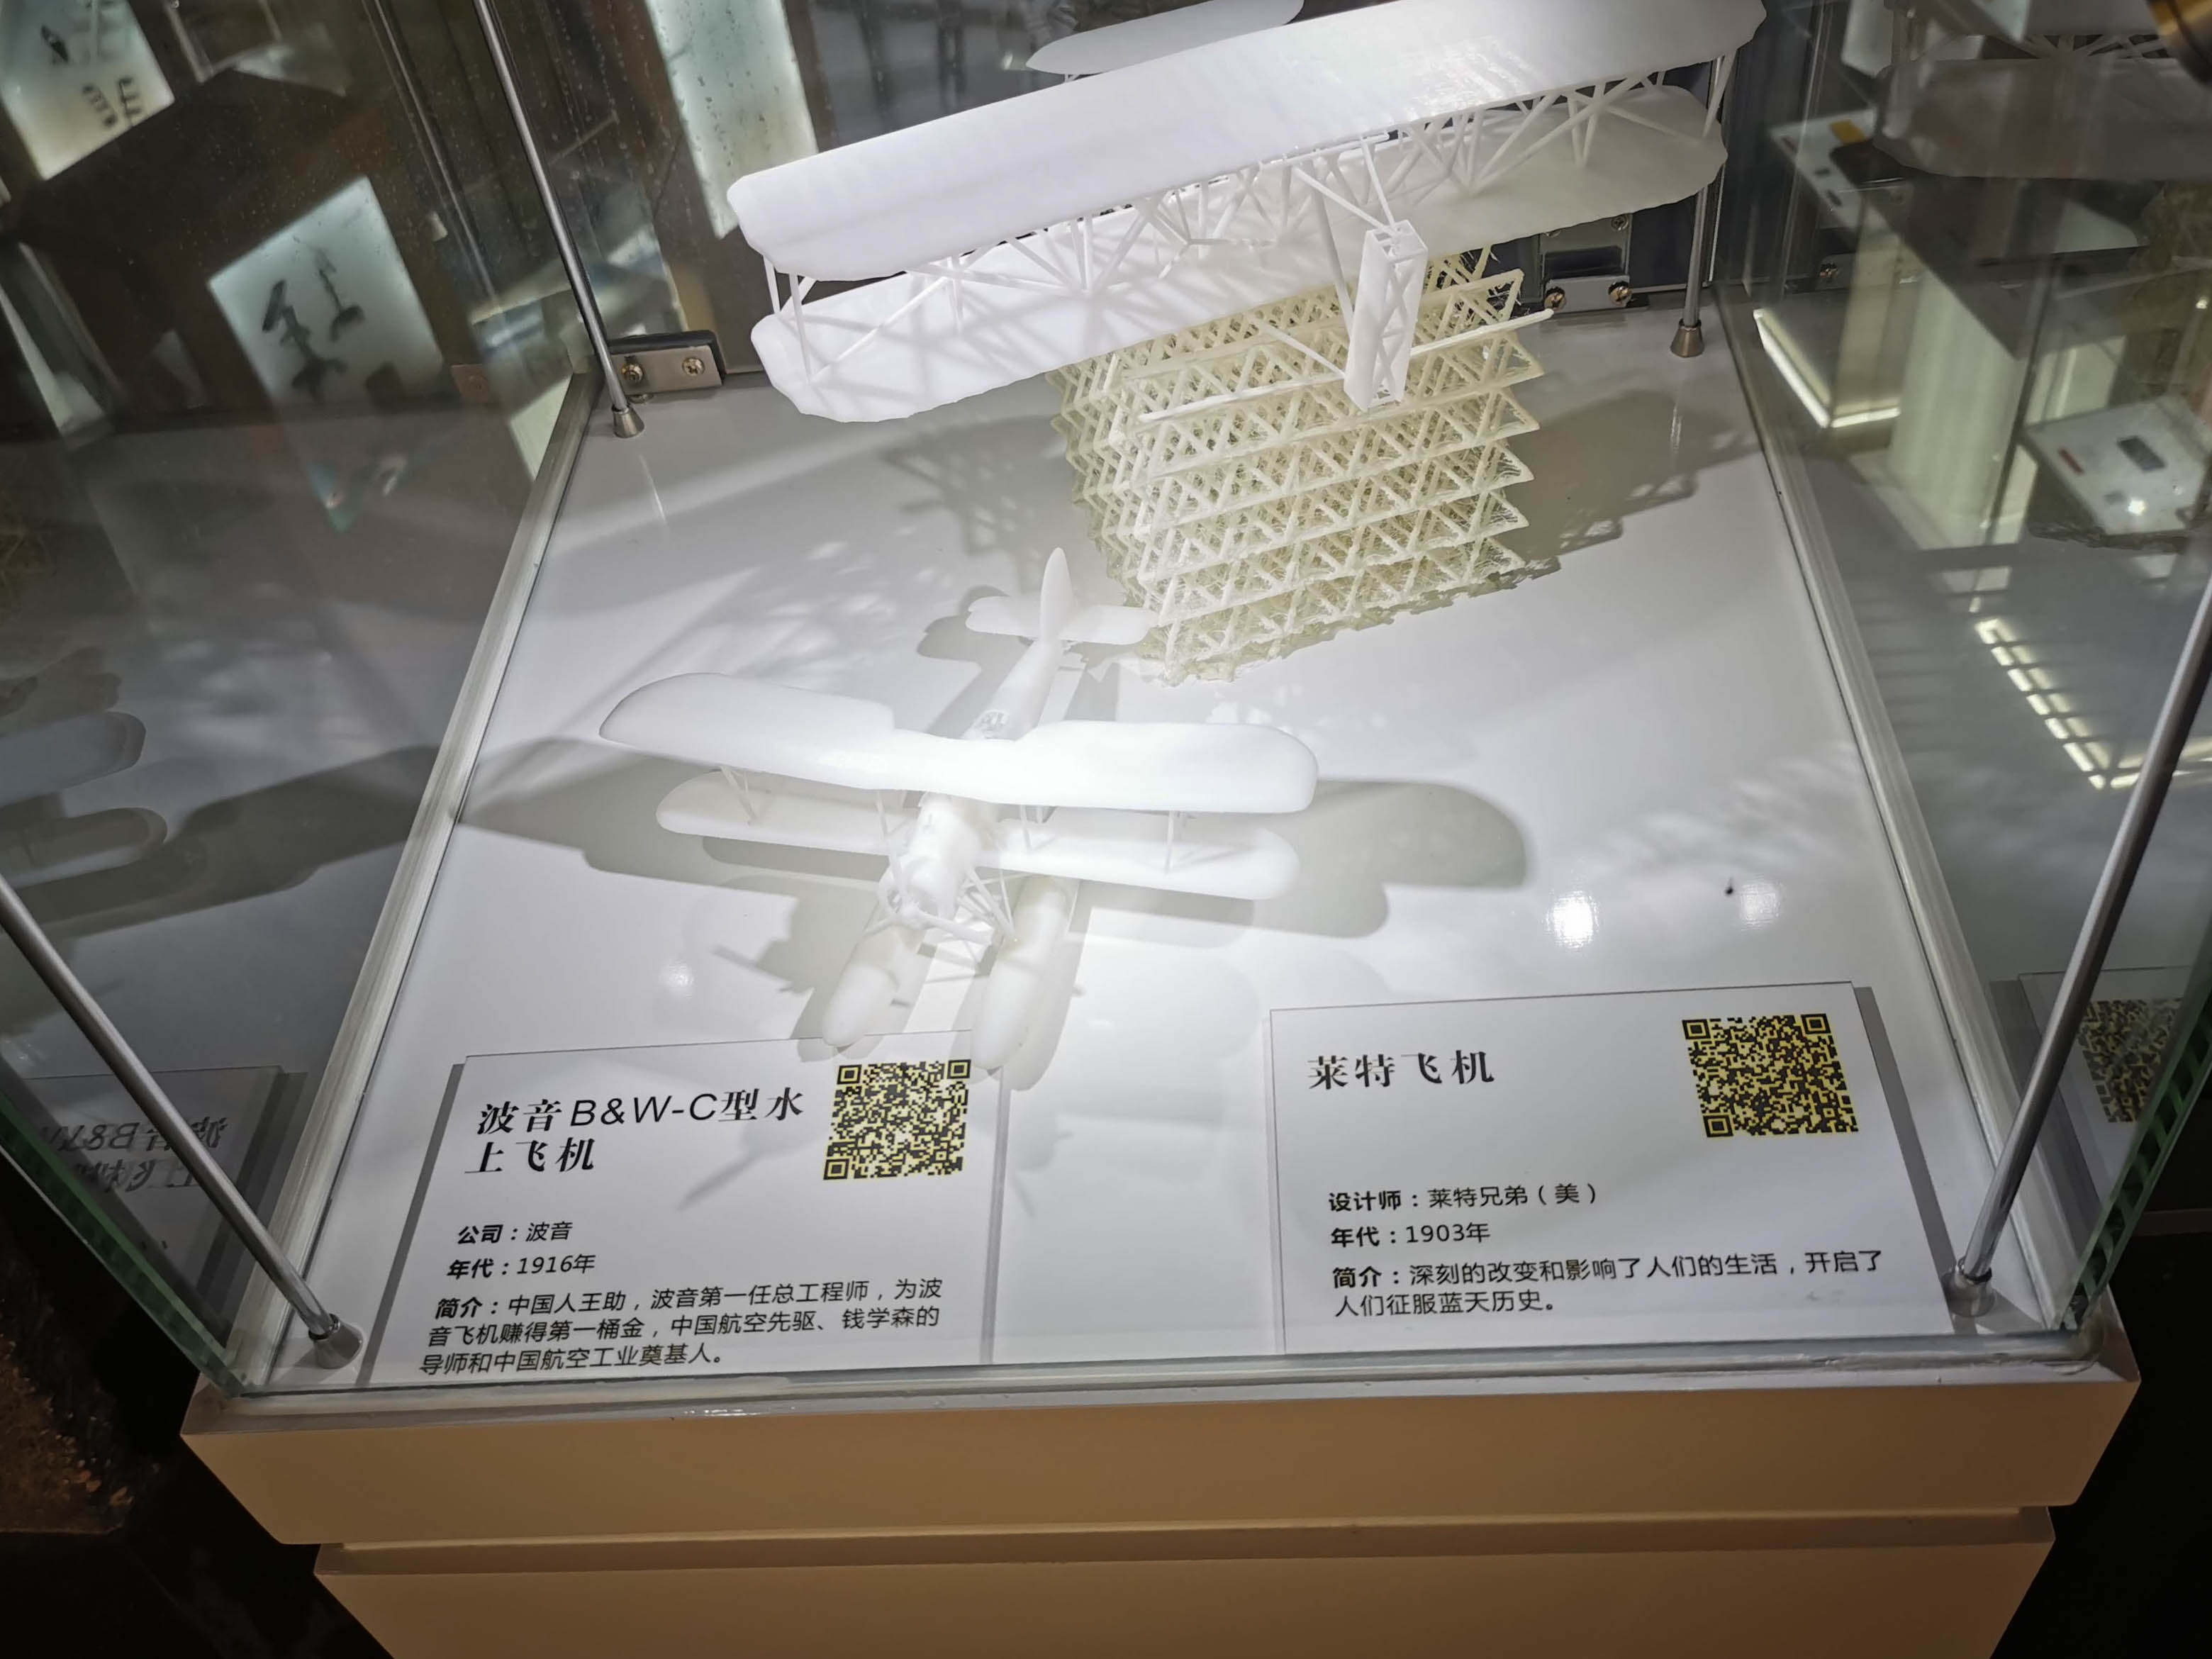 波音B&W-C型水
上飞机
公司：波音
年代：1916年
简介：中国人王助，波音第一任总工程师，为波
音飞机赚得第一桶金，中国航空先驱、钱学森的
导师和中国航空工业奠基人。
莱特飞机
设计师：莱特兄弟（美）
年代：1903年
简介：深刻的改变和影响了人们的生活，开启了
人们征服蓝天历史。